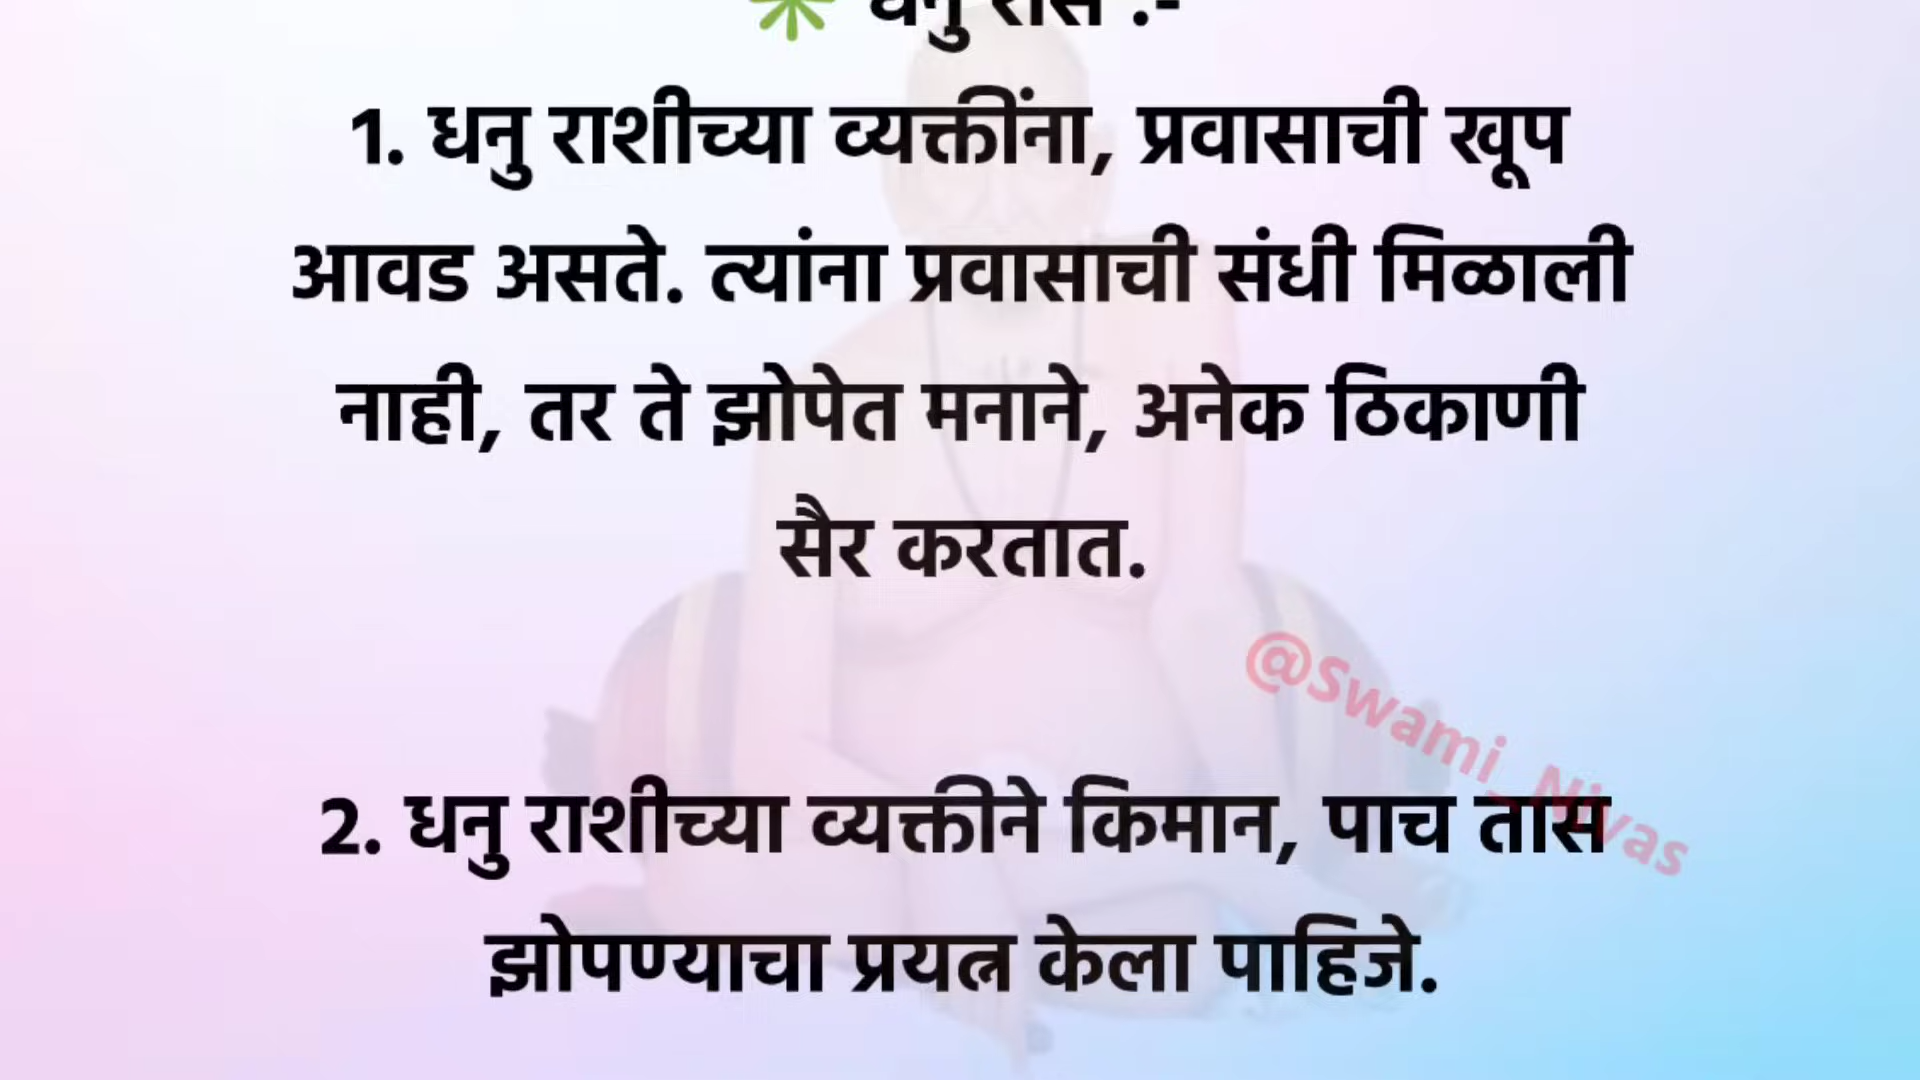 ✳ धनु रास :-
1. धनु राशीच्या व्यक्तींना, प्रवासाची खूप
आवड असते. त्यांना प्रवासाची संधी मिळाली
नाही, तर ते झोपेत मनाने, अनेक ठिकाणी
सैर करतात.
@Swami_Nivas
2. धनु राशीच्या व्यक्तीने किमान, पाच तास
झोपण्याचा प्रयत्न केला पाहिजे.